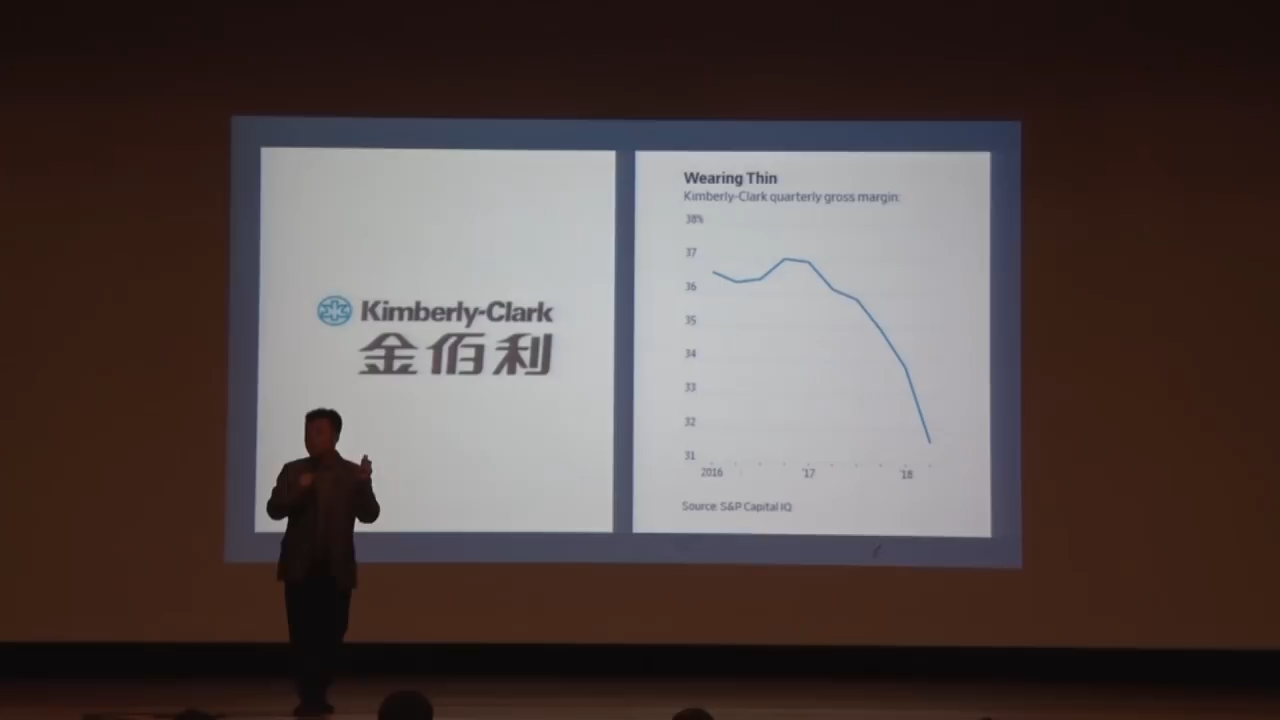 Kimberly-Clark
金佰利
Wearing Thin
Kimberly-Clark quarterly gross margin:
38%
37
36
35
34
33
32
31
2016 '17 '18
Source: S&P Capital IQ